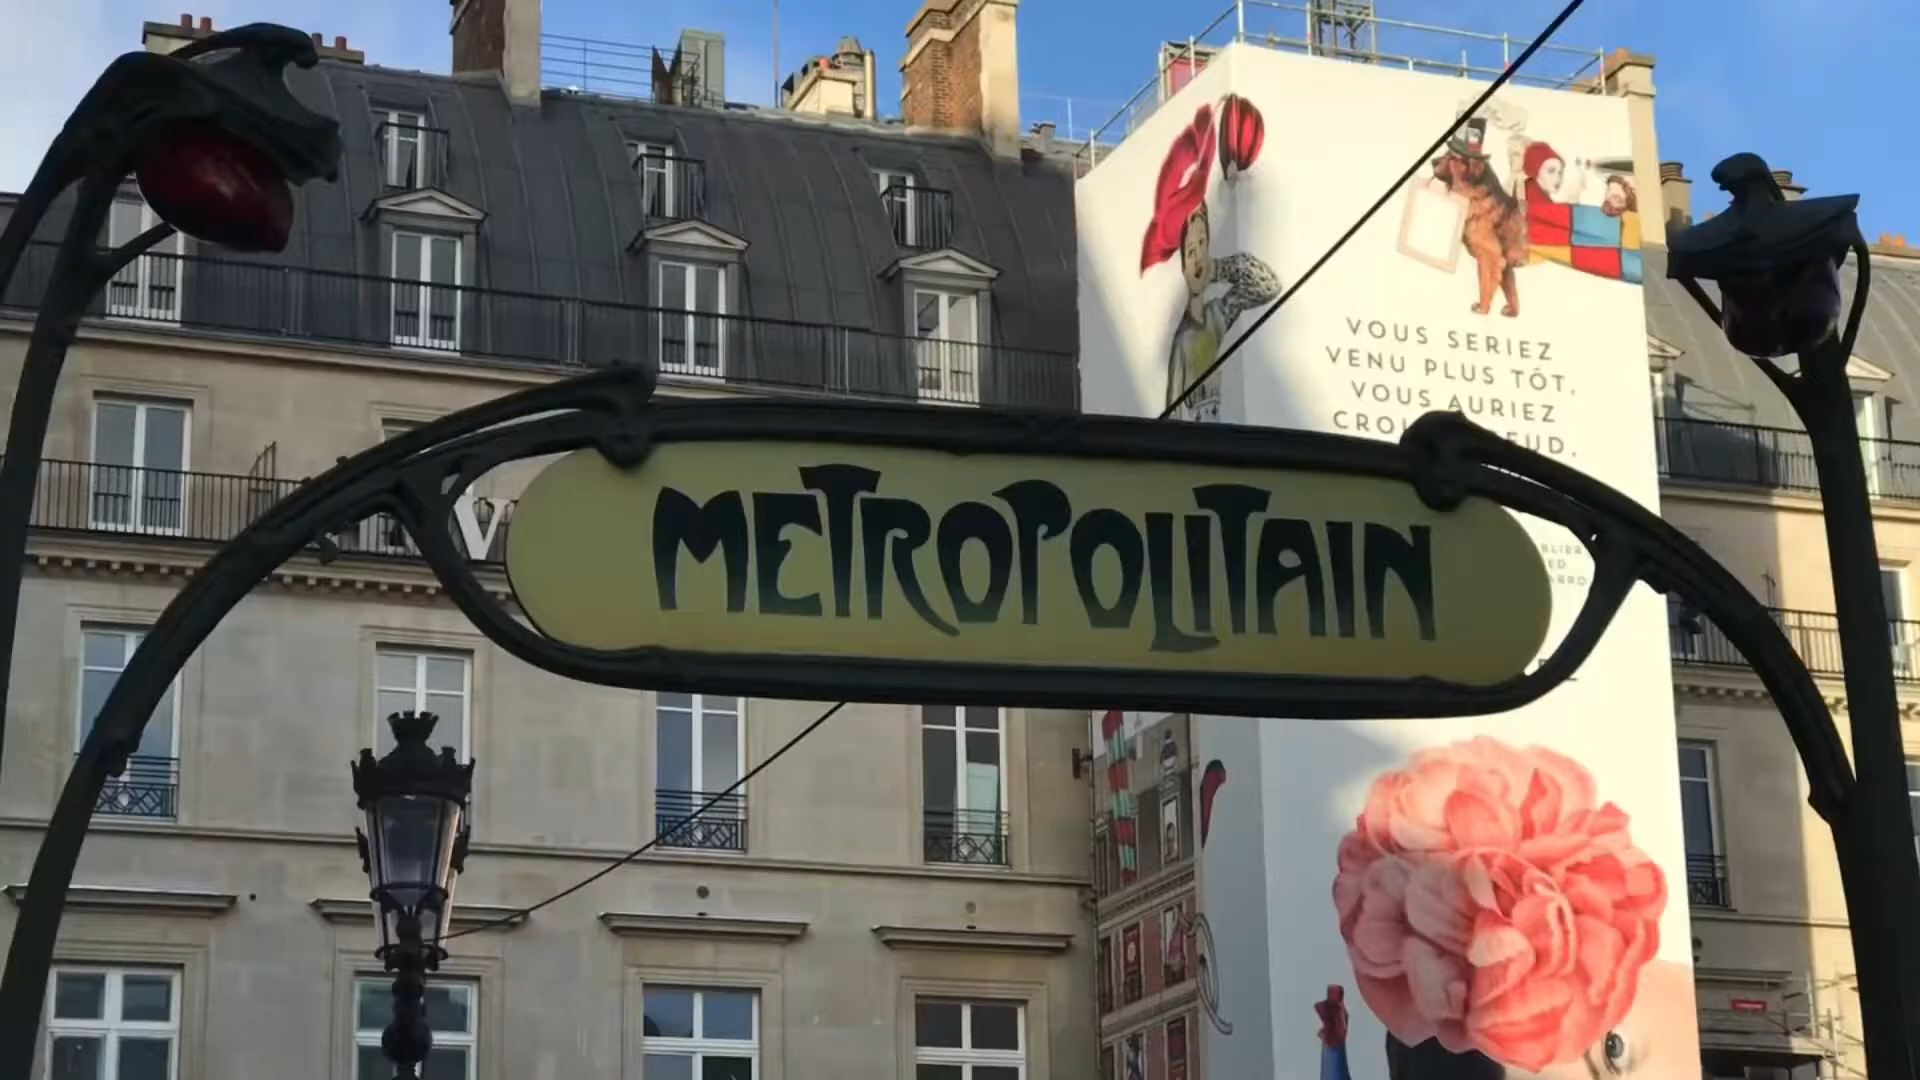 VOUS SERIEZ
VENU PLUS TÔT,
VOUS AURIEZ
METROPOLITAIN